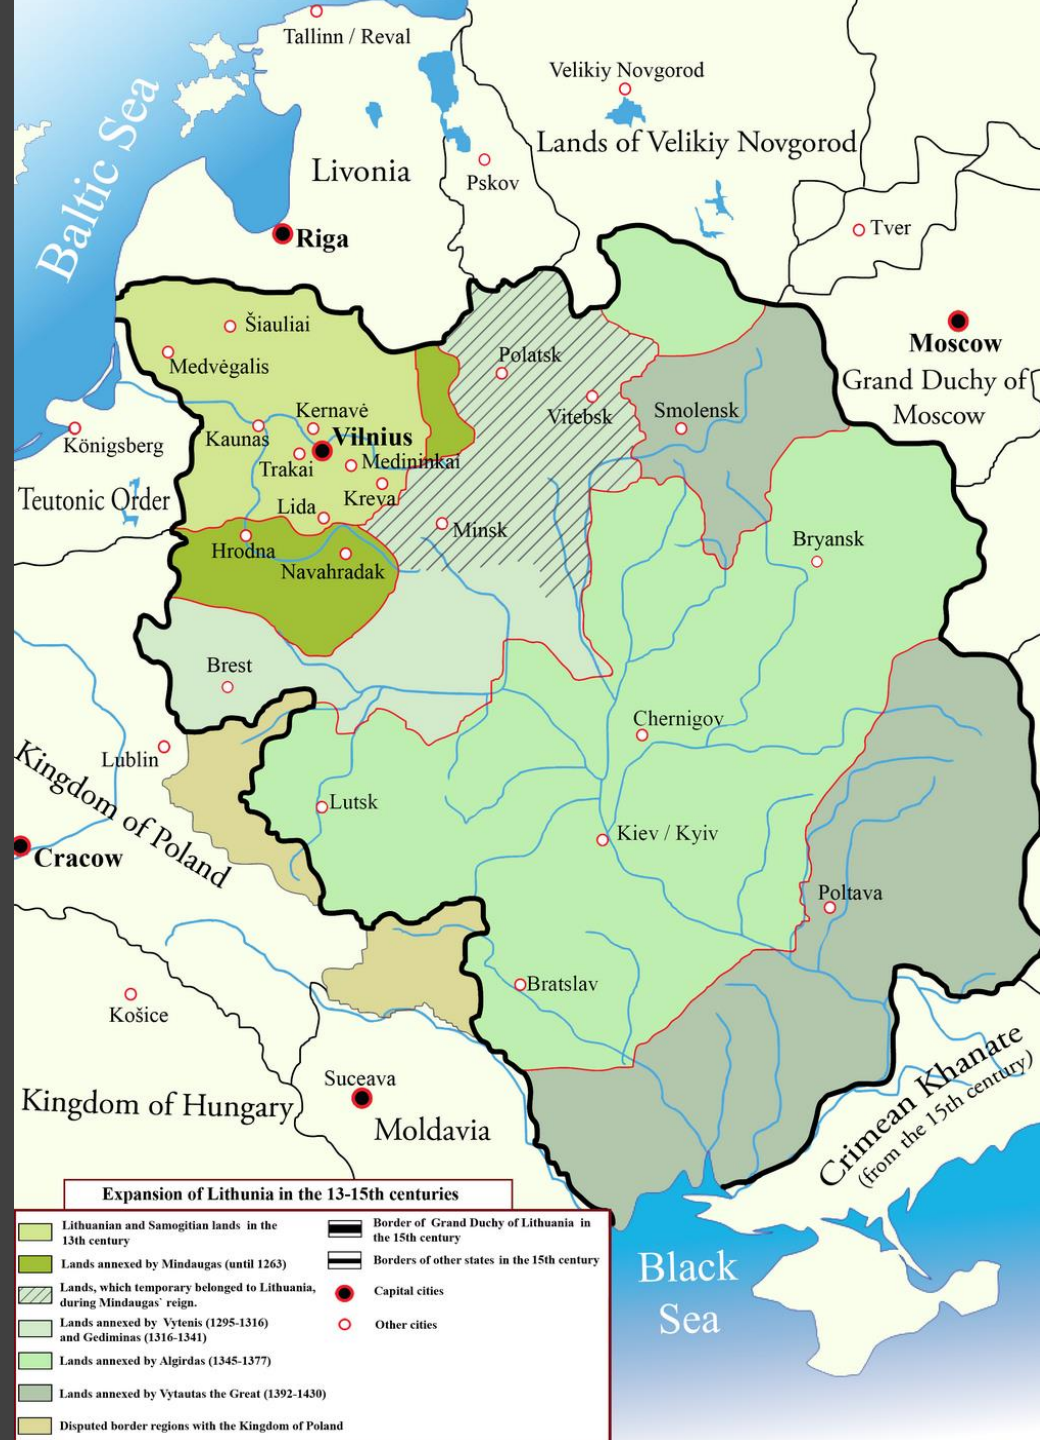 Tallinn / Reval
Velikiy Novgorod
Baltic Sea
Lands of Velikiy Novgorod
Livonia
Pskov
Tver
Riga
Šiauliai
Moscow
Polatsk
Medvėgalis
Grand Duchy of
Moscow
Kernavė
Vitebsk
Smolensk
Königsberg
Kaunas
Vilnius
Trakai
Medininkai
Teutonic Order
Kreva
Lida
Minsk
Bryansk
Hrodna
Navahradak
Brest
Chernigov
Lublin
Kingdom of Poland
Lutsk
Kiev / Kyiv
Cracow
Poltava
Bratslav
Košice
Crimean Khanate
(from the 15th century)
Suceava
Kingdom of Hungary
Moldavia
Black
Sea
Expansion of Lithunia in the 13-15th centuries
Lithuanian and Samogitian lands in the
13th century
Lands annexed by Mindaugas (until 1263)
Lands, which temporary belonged to Lithuania,
during Mindaugas` reign.
Lands annexed by Vytenis (1295-1316)
and Gediminas (1316-1341)
Lands annexed by Algirdas (1345-1377)
Lands annexed by Vytautas the Great (1392-1430)
Disputed border regions with the Kingdom of Poland
Border of Grand Duchy of Lithuania in
the 15th century
Borders of other states in the 15th century
Capital cities
Other cities